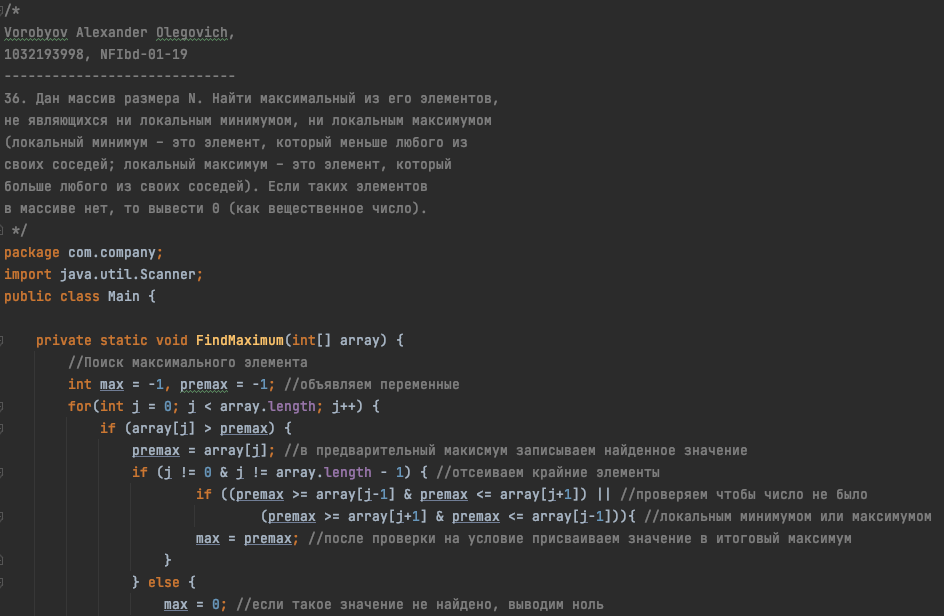 /*
Vorobyov Alexander Olegovich,
1032193998, NFIbd-01-19
-----------------------------
36. Дан массив размера N. Найти максимальный из его элементов,
не являющихся ни локальным минимумом, ни локальным максимумом
(локальный минимум – это элемент, который меньше любого из
своих соседей; локальный максимум – это элемент, который
больше любого из своих соседей). Если таких элементов
в массиве нет, то вывести 0 (как вещественное число).
*/
package com.company;
import java.util.Scanner;
public class Main {
private static void FindMaximum(int[] array) {
//Поиск максимального элемента
int max = -1, premax = -1; //объявляем переменные
for(int j = 0; j < array.length; j++) {
if (array[j] > premax) {
premax = array[j]; //в предварительный макисмум записываем найденное значение
if (j != 0 & j != array.length - 1) { //отсеиваем крайние элементы
if ((premax >= array[j-1] & premax <= array[j+1]) || //проверяем чтобы число не было
(premax >= array[j+1] & premax <= array[j-1])){ //локальным минимумом или максимумом
max = premax; //после проверки на условие присваиваем значение в итоговый максимум
}
} else {
max = 0; //если такое значение не найдено, выводим ноль